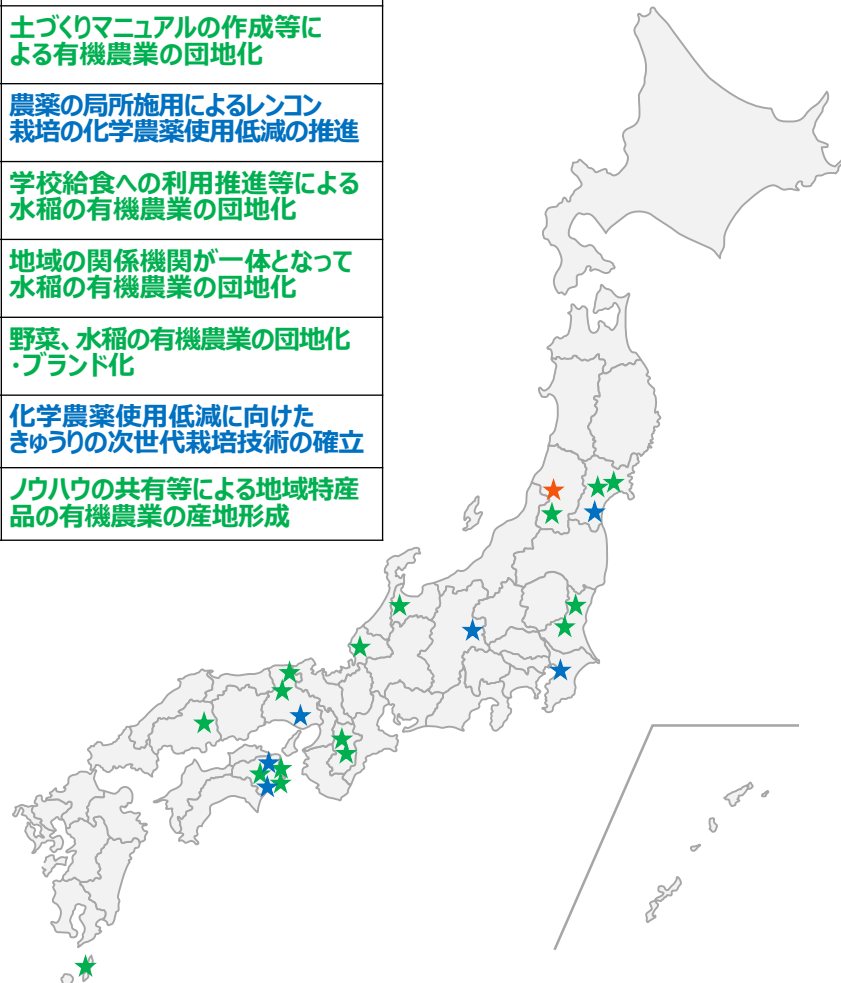 土づくりマニュアルの作成等に
よる有機農業の団地化
農薬の局所施用によるレンコン
栽培の化学農薬使用低減の推進
学校給食への利用推進等による
水稲の有機農業の団地化
地域の関係機関が一体となって
水稲の有機農業の団地化
野菜、水稲の有機農業の団地化
・ブランド化
化学農薬使用低減に向けた
きゅうりの次世代栽培技術の確立
ノウハウの共有等による地域特産
品の有機農業の産地形成